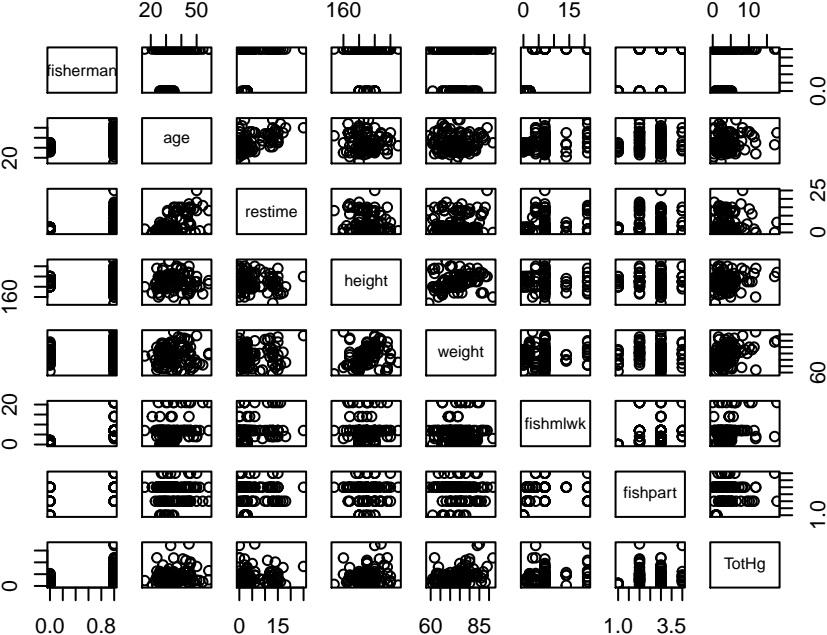 20 40 160 0 15 0 10
fisherman 0.0
20 age
restime 0 25
160 height
weight 60
0 20 fishmlwk
fishpart 1.0
0 TotHg
0.0 0.8 0 15 60 85 1.0 3.5